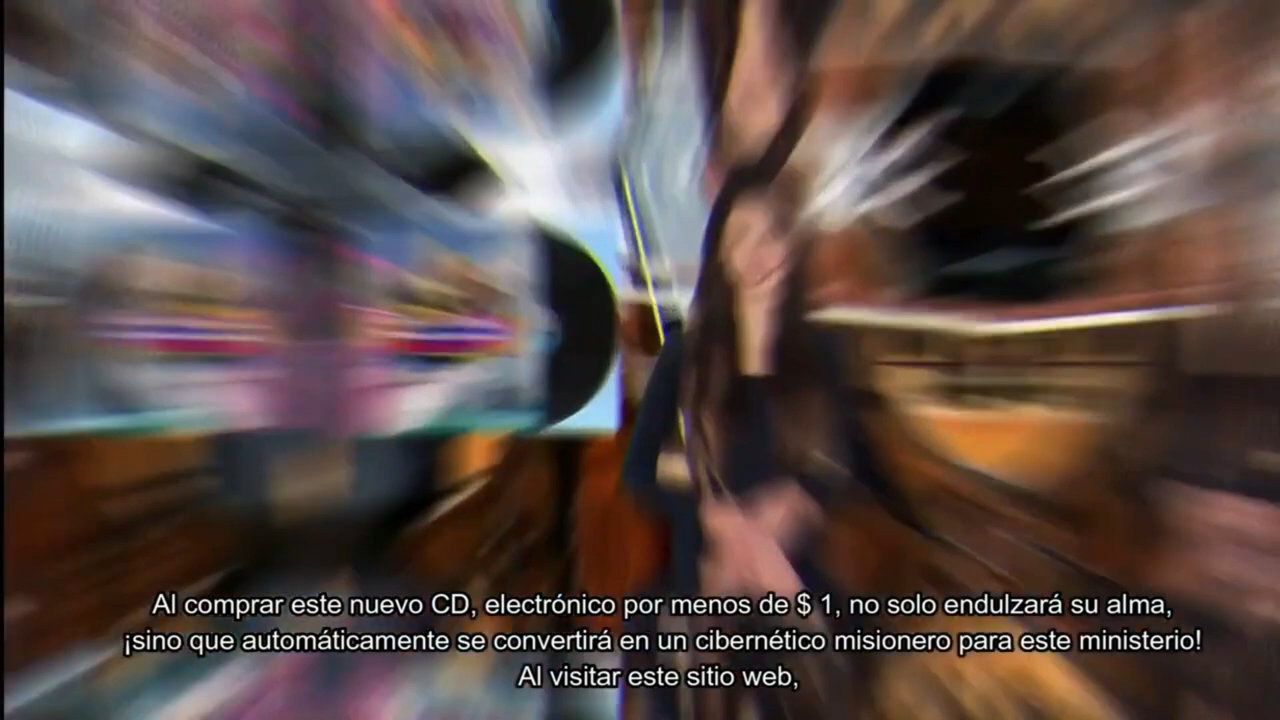 Al comprar este nuevo CD, electrónico por menos de $ 1, no solo endulzará su alma,
¡sino que automáticamente se convertirá en un cibernético misionero para este ministerio!
Al visitar este sitio web,